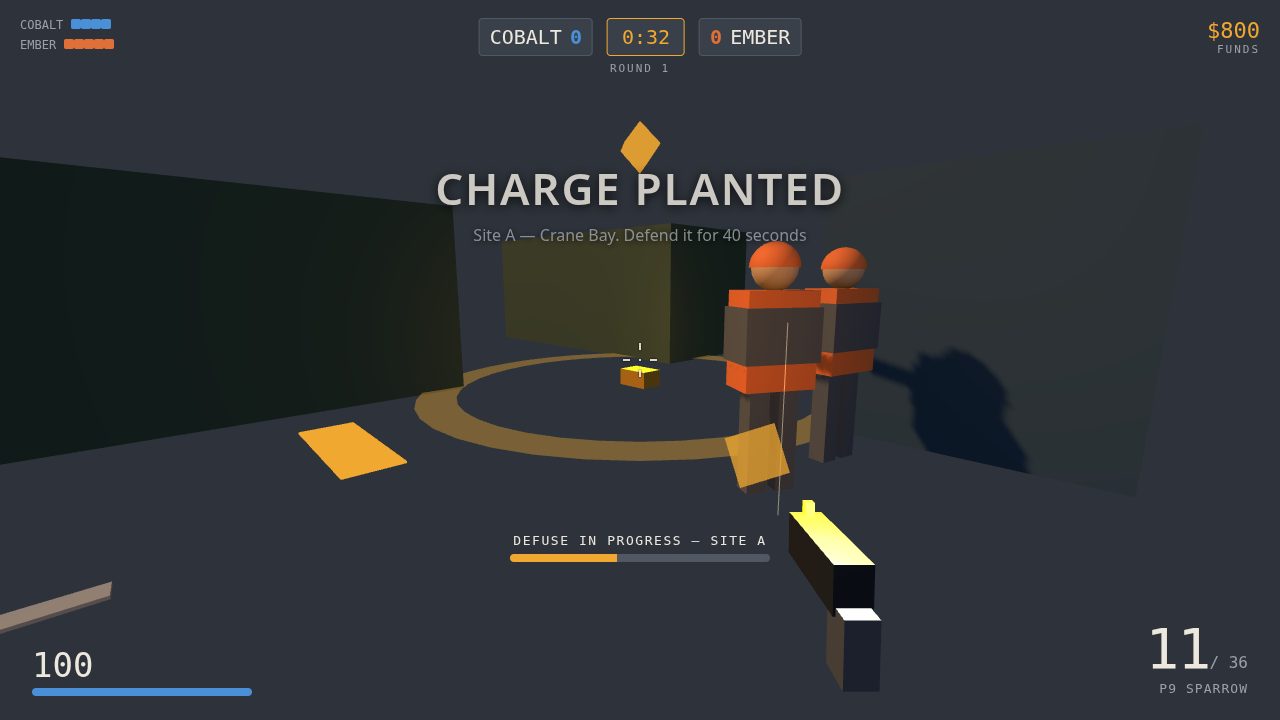 COBALT
EMBER
COBALT 0
0:32
0 EMBER
ROUND 1
$800
FUNDS
CHARGE PLANTED
Site A — Crane Bay. Defend it for 40 seconds
DEFUSE IN PROGRESS — SITE A
100
11 / 36
P9 SPARROW